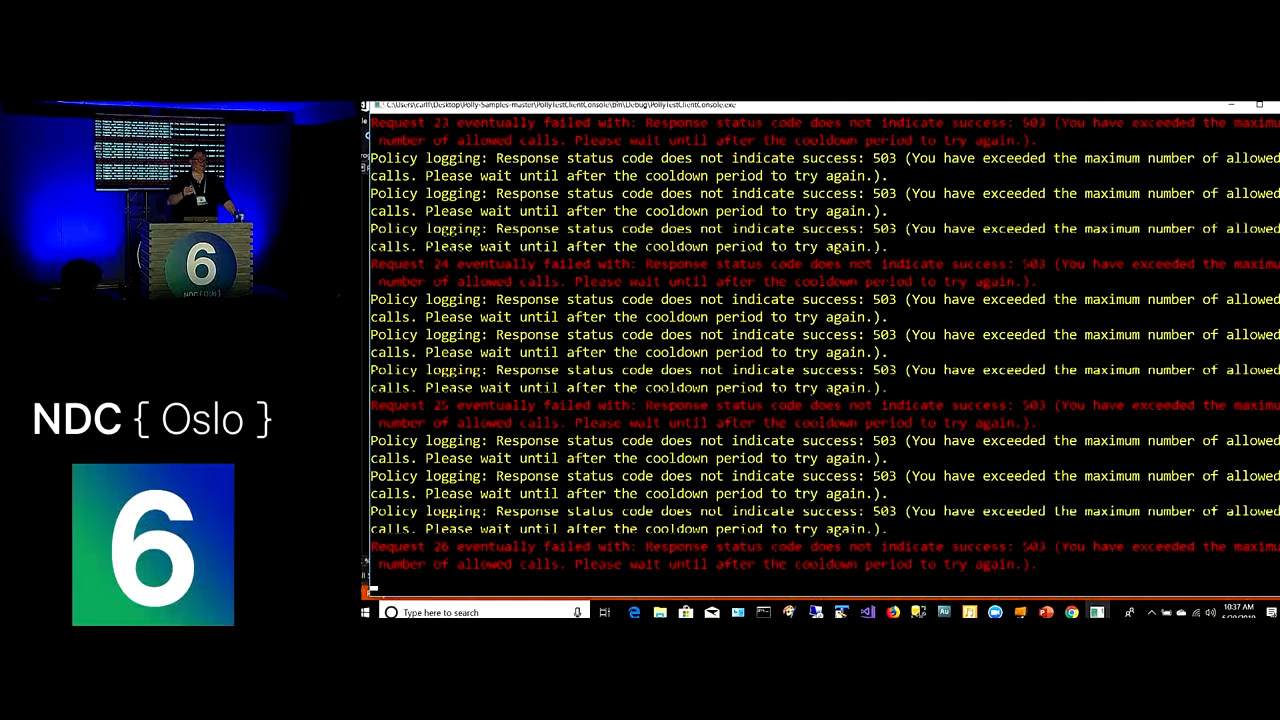 C:\Users\carlf\Desktop\Polly-Samples-master\PollyTestClientConsole\bin\Debug\PollyTestClientConsole.exe
Request 23 eventually failed with: Response status code does not indicate success: 503 (You have exceeded the maximu
number of allowed calls. Please wait until after the cooldown period to try again.).
Policy logging: Response status code does not indicate success: 503 (You have exceeded the maximum number of allowed
calls. Please wait until after the cooldown period to try again.).
Policy logging: Response status code does not indicate success: 503 (You have exceeded the maximum number of allowed
calls. Please wait until after the cooldown period to try again.).
Policy logging: Response status code does not indicate success: 503 (You have exceeded the maximum number of allowed
calls. Please wait until after the cooldown period to try again.).
Request 24 eventually failed with: Response status code does not indicate success: 503 (You have exceeded the maximu
number of allowed calls. Please wait until after the cooldown period to try again.).
Policy logging: Response status code does not indicate success: 503 (You have exceeded the maximum number of allowed
calls. Please wait until after the cooldown period to try again.).
Policy logging: Response status code does not indicate success: 503 (You have exceeded the maximum number of allowed
calls. Please wait until after the cooldown period to try again.).
Policy logging: Response status code does not indicate success: 503 (You have exceeded the maximum number of allowed
calls. Please wait until after the cooldown period to try again.).
Request 25 eventually failed with: Response status code does not indicate success: 503 (You have exceeded the maximu
number of allowed calls. Please wait until after the cooldown period to try again.).
Policy logging: Response status code does not indicate success: 503 (You have exceeded the maximum number of allowed
calls. Please wait until after the cooldown period to try again.).
Policy logging: Response status code does not indicate success: 503 (You have exceeded the maximum number of allowed
calls. Please wait until after the cooldown period to try again.).
Policy logging: Response status code does not indicate success: 503 (You have exceeded the maximum number of allowed
calls. Please wait until after the cooldown period to try again.).
Request 26 eventually failed with: Response status code does not indicate success: 503 (You have exceeded the maximu
number of allowed calls. Please wait until after the cooldown period to try again.).
Type here to search
10:37 AM
6
NDC { Oslo }
NDC { Oslo }
6